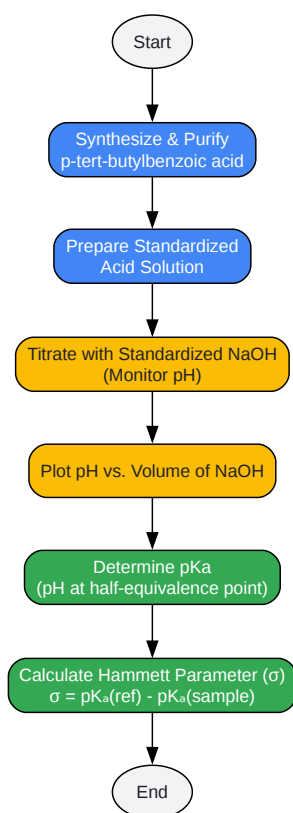 Start
Synthesize & Purify
p-tert-butylbenzoic acid
Prepare Standardized
Acid Solution
Titrate with Standardized NaOH
(Monitor pH)
Plot pH vs. Volume of NaOH
Determine pKa
(pH at half-equivalence point)
Calculate Hammett Parameter (σ)
σ = pKₐ(ref) - pKₐ(sample)
End